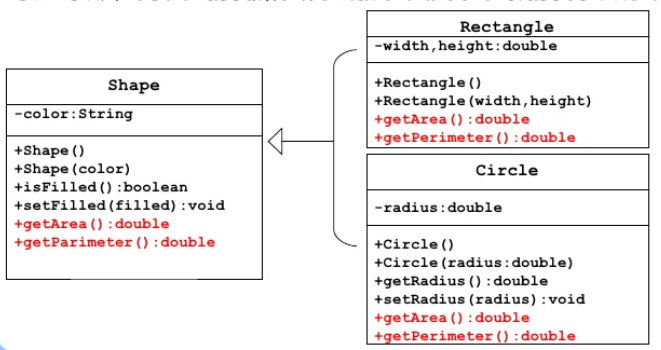 Shape
-color:String
+Shape()
+Shape(color)
+isFilled():boolean
+setFilled(filled):void
+getArea():double
+getParimeter():double
Rectangle
-width,height:double
+Rectangle()
+Rectangle(width,height)
+getArea():double
+getPerimeter():double
Circle
-radius:double
+Circle()
+Circle(radius:double)
+getRadius():double
+setRadius(radius):void
+getArea():double
+getPerimeter():double